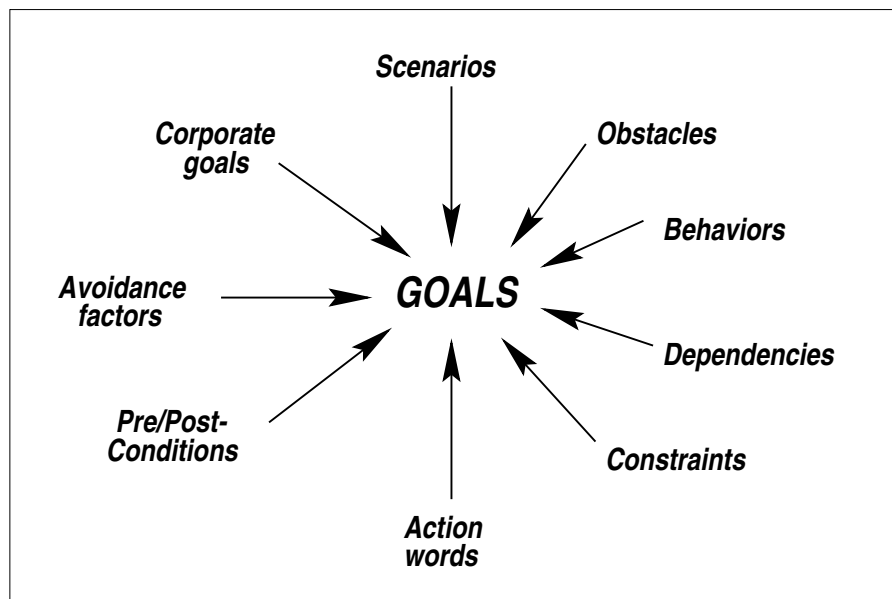 Scenarios
Corporate
goals
Obstacles
Behaviors
Avoidance
factors
GOALS
Dependencies
Pre/Post-
Conditions
Constraints
Action
words